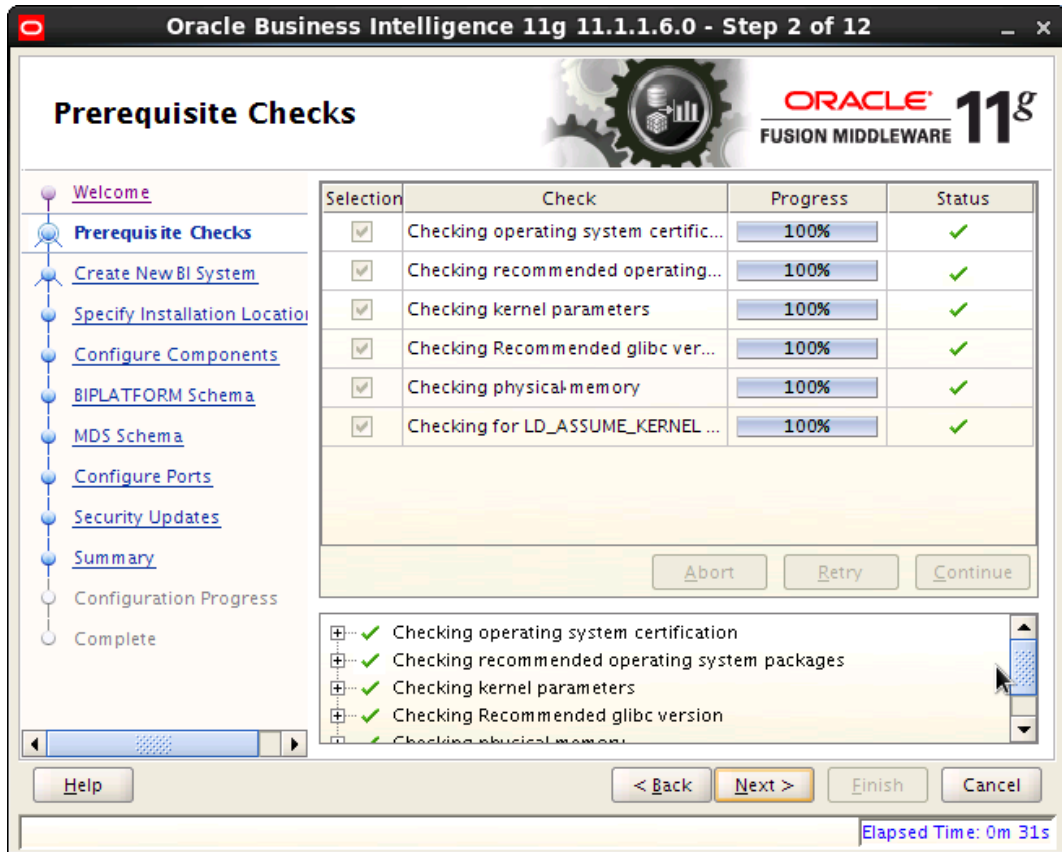 Oracle Business Intelligence 11g 11.1.1.6.0 - Step 2 of 12
Prerequisite Checks
ORACLE
FUSION MIDDLEWARE 11g
Welcome
Prerequisite Checks
Create New BI System
Specify Installation Location
Configure Components
BIPLATFORM Schema
MDS Schema
Configure Ports
Security Updates
Summary
Configuration Progress
Complete
Selection Check Progress Status
Checking operating system certific... 100%
Checking recommended operating... 100%
Checking kernel parameters 100%
Checking Recommended glibc ver... 100%
Checking physical memory 100%
Checking for LD_ASSUME_KERNEL ... 100%
Abort Retry Continue
Checking operating system certification
Checking recommended operating system packages
Checking kernel parameters
Checking Recommended glibc version
Checking physical memory
Help < Back Next > Finish Cancel
Elapsed Time: 0m 31s